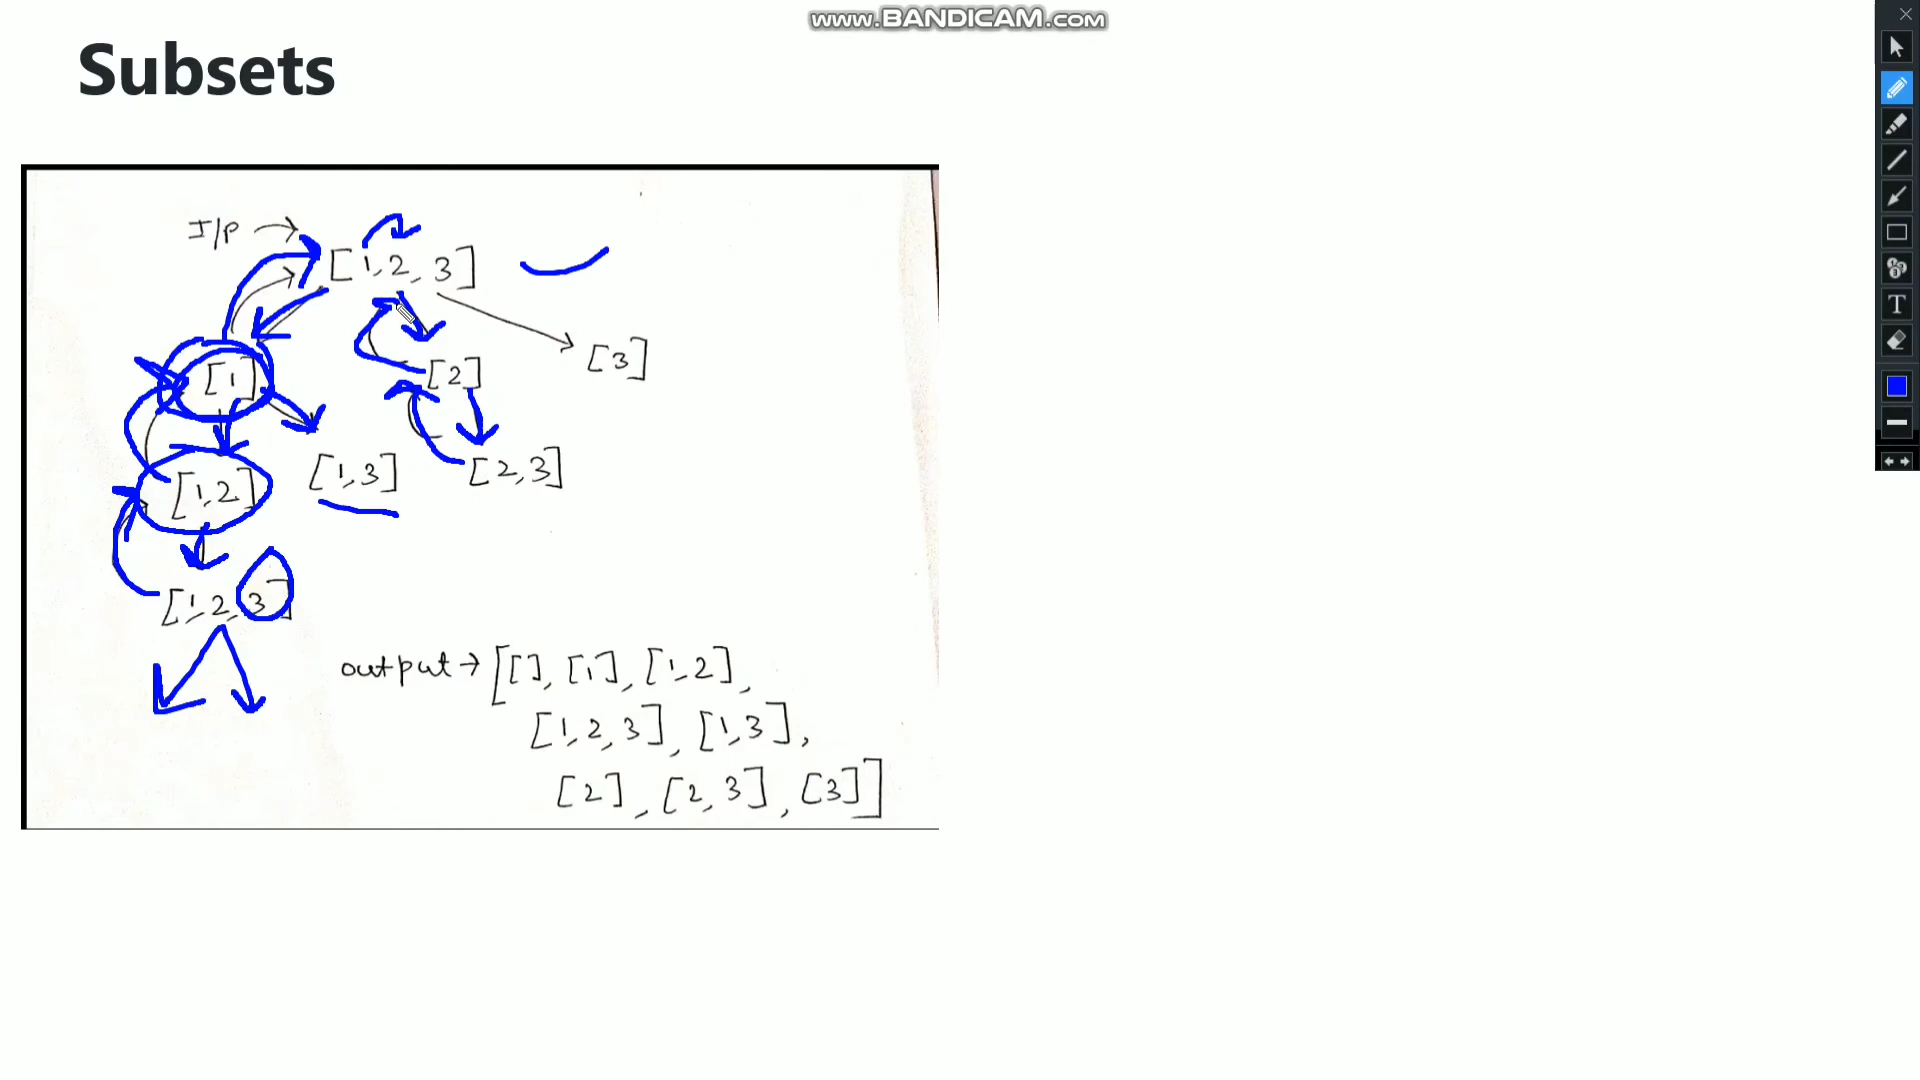 www.BANDICAM.com
Subsets
I/P →
[1,2,3]
[1]
[2]
[3]
[1,2]
[1,3]
[2,3]
[1,2,3]
output → [[], [1], [1,2],
[1,2,3], [1,3],
[2], [2,3], [3]]
T